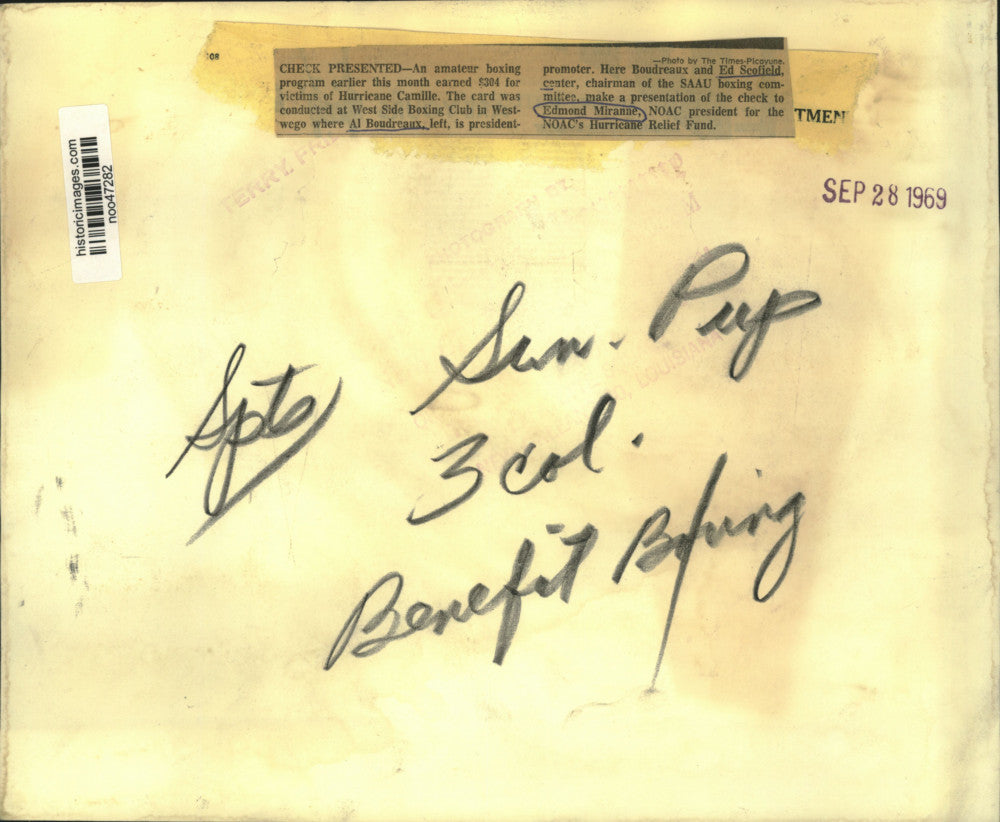 08
CHECK PRESENTED—An amateur boxing
program earlier this month earned $304 for
victims of Hurricane Camille. The card was
conducted at West Side Boxing Club in West-
wego where Al Boudreaux, left, is president-
—Photo by The Times-Picayune.
promoter. Here Boudreaux and Ed Scofield,
center, chairman of the SAAU boxing com-
mittee, make a presentation of the check to
Edmond Miranne, NOAC president for the
NOAC's Hurricane Relief Fund.
TMEN
historicimages.com
noo47282
SEP 28 1969
Sun. Pup
Spts
3 col.
Benefit Boxing